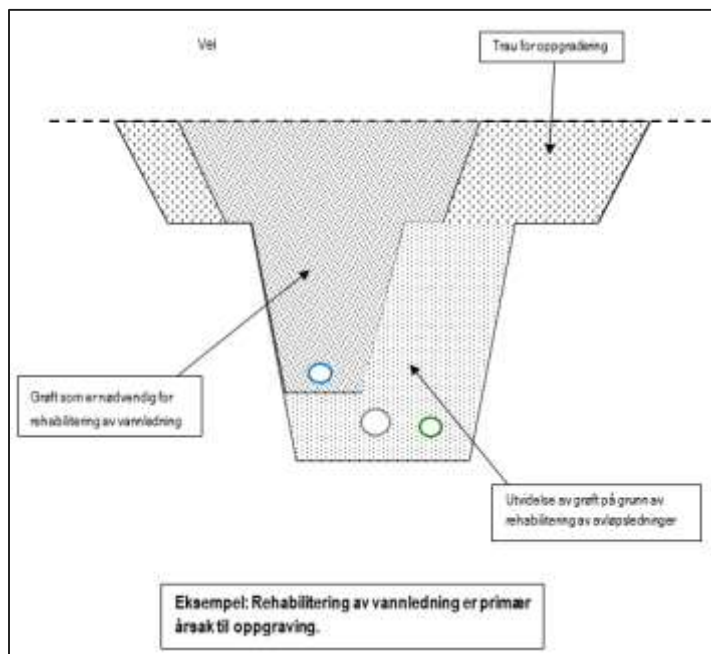 Vei
Trau for oppgradering
Grøft som er nødvendig for
rehabilitering av vannledning
Utvidelse av grøft på grunn av
rehabilitering av avløpsledninger
Eksempel: Rehabilitering av vannledning er primær
årsak til oppgraving.